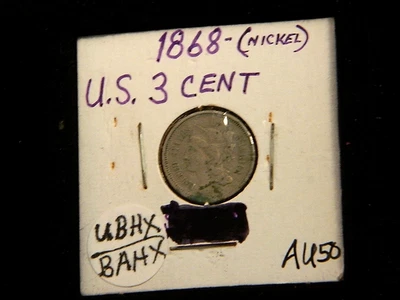 1868-(NICKEL)
U.S. 3 CENT
UBHX
BAHX
AU50